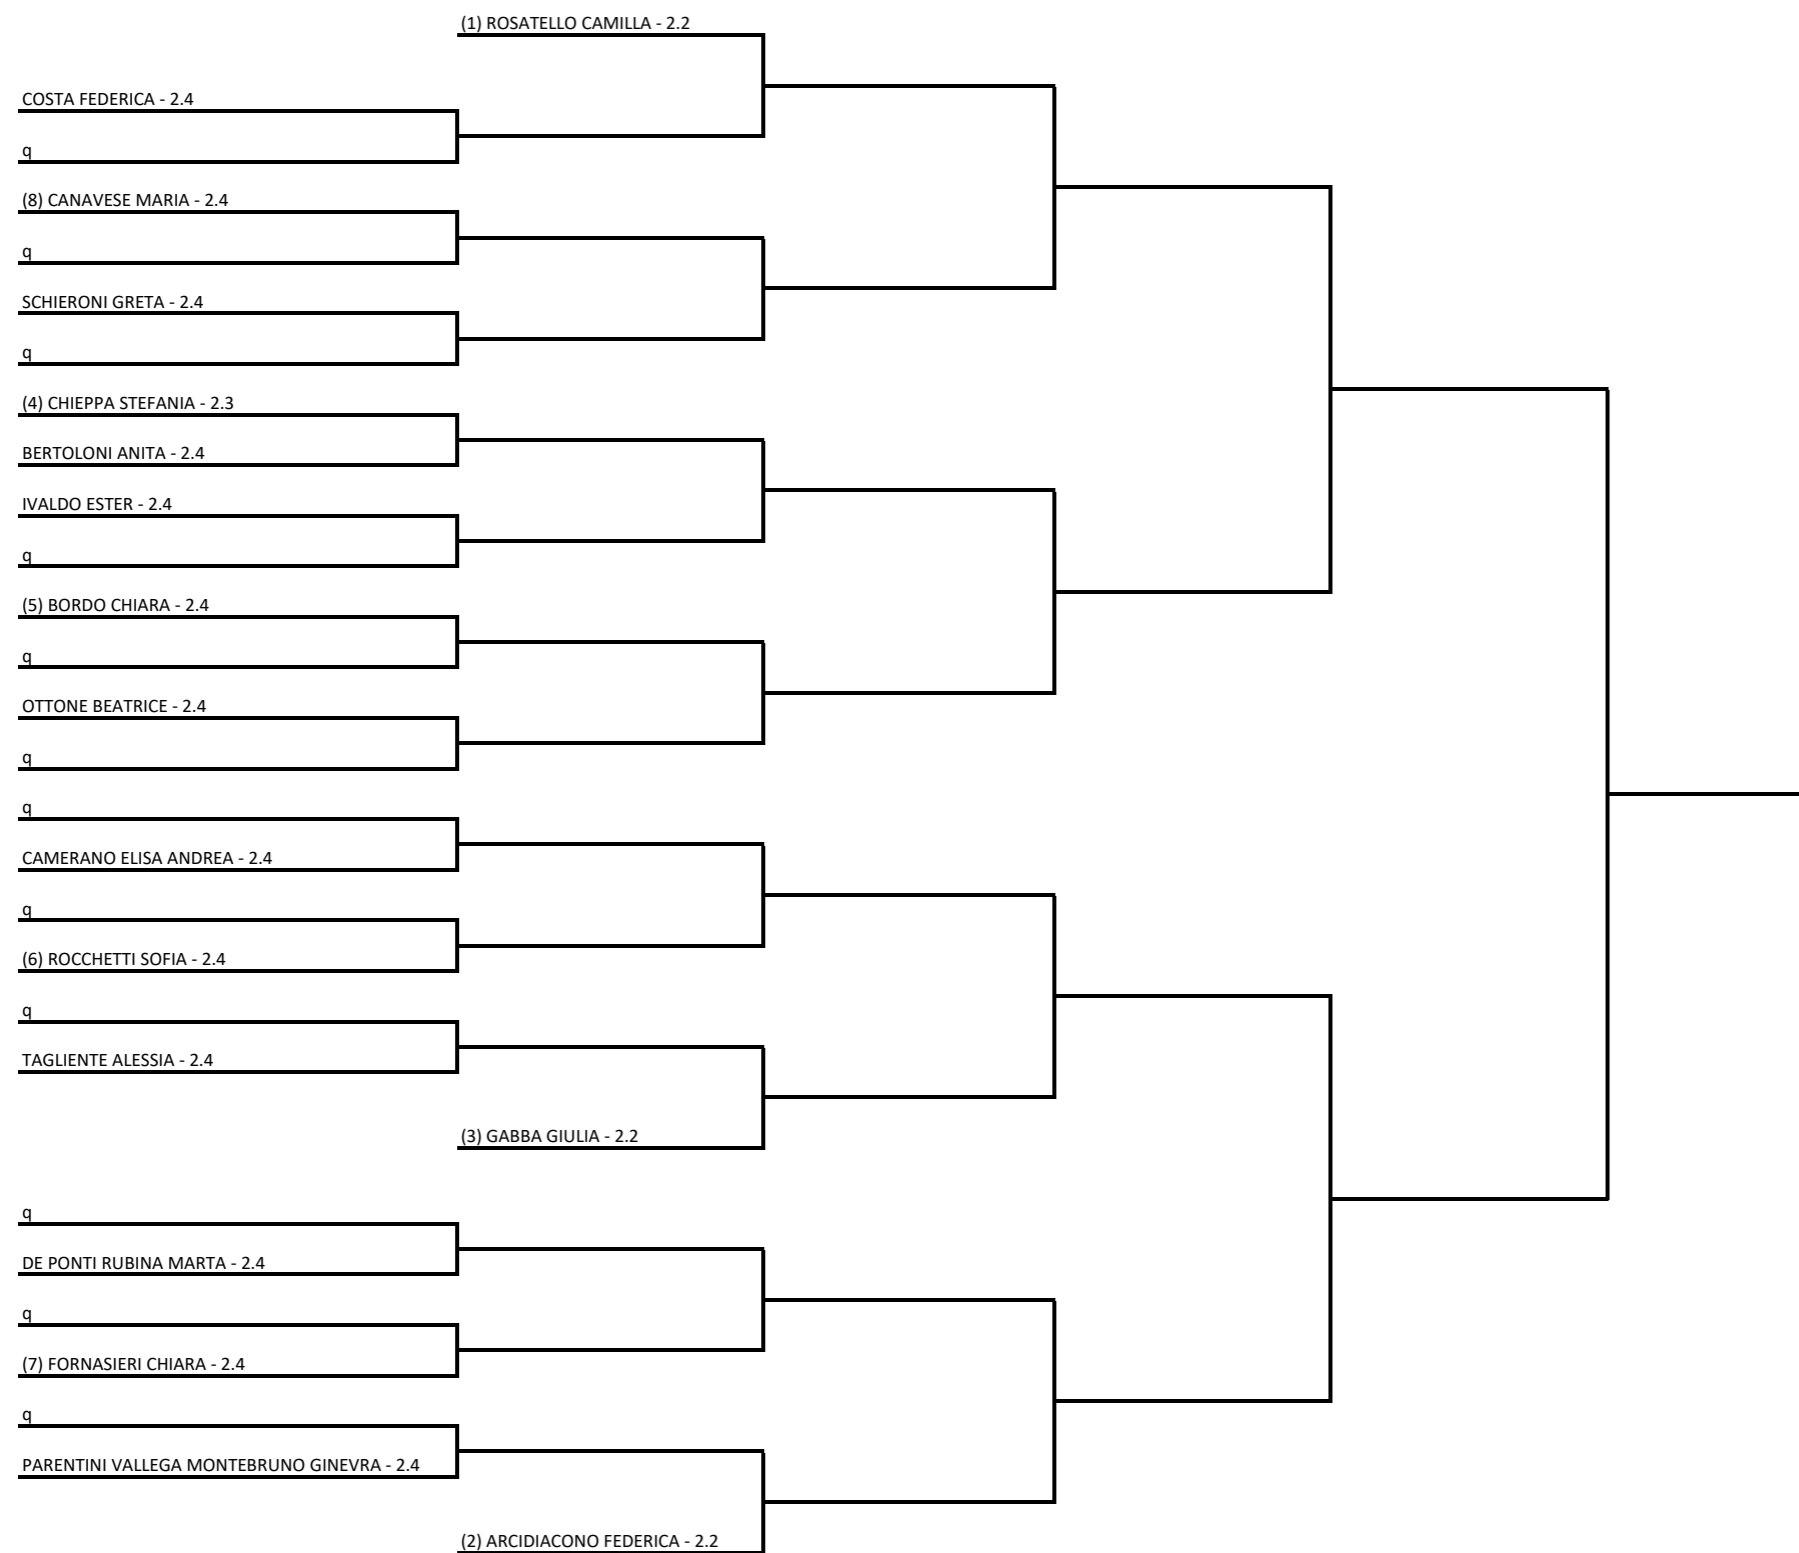 (1) ROSATELLO CAMILLA - 2.2
COSTA FEDERICA - 2.4
q
(8) CANAVESE MARIA - 2.4
q
SCHIERONI GRETA - 2.4
q
(4) CHIEPPA STEFANIA - 2.3
BERTOLONI ANITA - 2.4
IVALDO ESTER - 2.4
q
(5) BORDO CHIARA - 2.4
q
OTTONE BEATRICE - 2.4
q
q
CAMERANO ELISA ANDREA - 2.4
q
(6) ROCCHETTI SOFIA - 2.4
q
TAGLIENTE ALESSIA - 2.4
(3) GABBA GIULIA - 2.2
q
DE PONTI RUBINA MARTA - 2.4
q
(7) FORNASIERI CHIARA - 2.4
q
PARENTINI VALLEGA MONTEBRUNO GINEVRA - 2.4
(2) ARCIDIACONO FEDERICA - 2.2